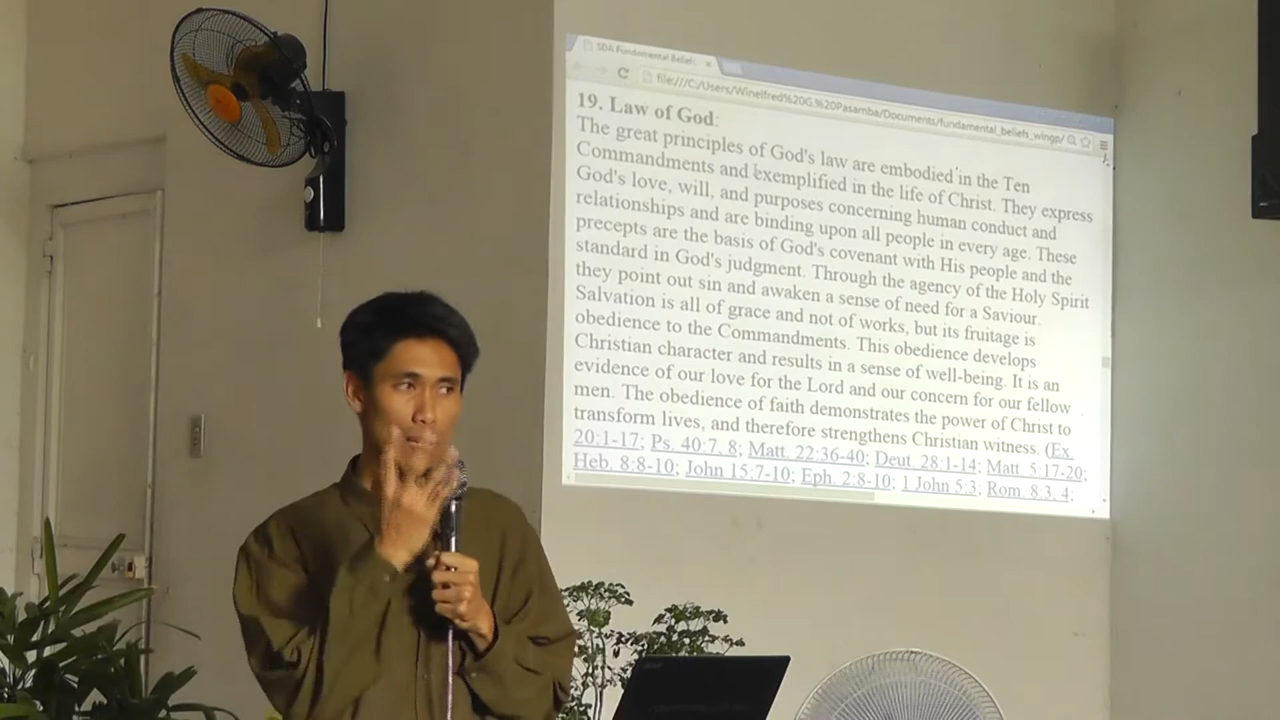 SDA Fundamental Beliefs
file:///C:/Users/Winelfred%20G.%20Pasamba/Documents/fundamental_beliefs_wingp/
19. Law of God:
The great principles of God's law are embodied in the Ten
Commandments and exemplified in the life of Christ. They express
God's love, will, and purposes concerning human conduct and
relationships and are binding upon all people in every age. These
precepts are the basis of God's covenant with His people and the
standard in God's judgment. Through the agency of the Holy Spirit
they point out sin and awaken a sense of need for a Saviour.
Salvation is all of grace and not of works, but its fruitage is
obedience to the Commandments. This obedience develops
Christian character and results in a sense of well-being. It is an
evidence of our love for the Lord and our concern for our fellow
men. The obedience of faith demonstrates the power of Christ to
transform lives, and therefore strengthens Christian witness. (Ex.
20:1-17; Ps. 40:7, 8; Matt. 22:36-40; Deut. 28:1-14; Matt. 5:17-20;
Heb. 8:8-10; John 15:7-10; Eph. 2:8-10; 1 John 5:3; Rom. 8:3, 4;
acer